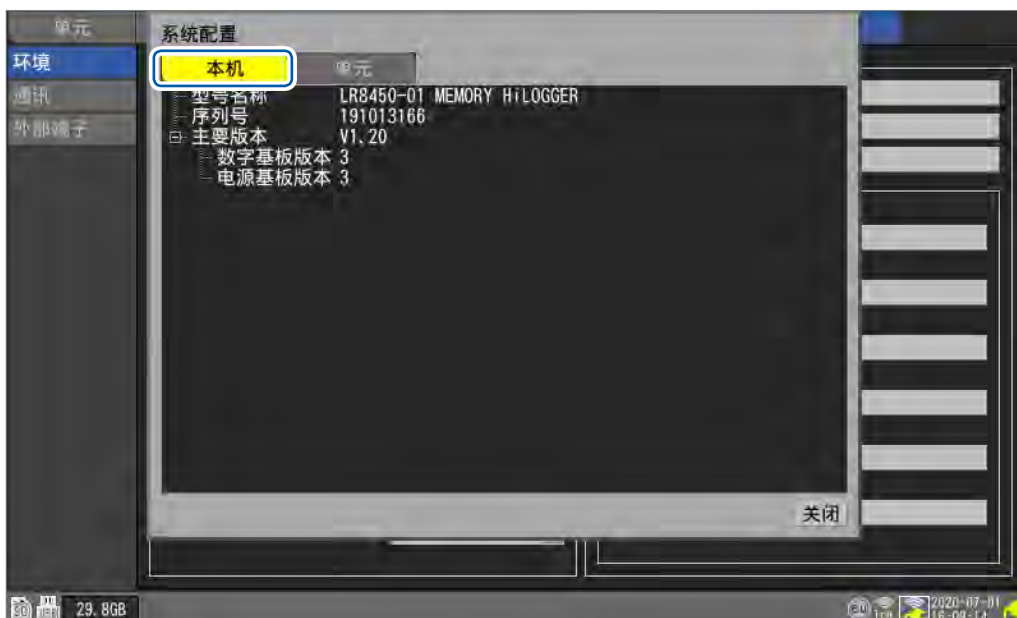 单元
环境
通讯
外部端子
系统配置
本机
单元
型号名称 LR8450-01 MEMORY HiLOGGER
序列号 191013166
主要版本 V1.20
数字基板版本 3
电源基板版本 3
关闭
29.8GB
2020-07-01
16-09-14